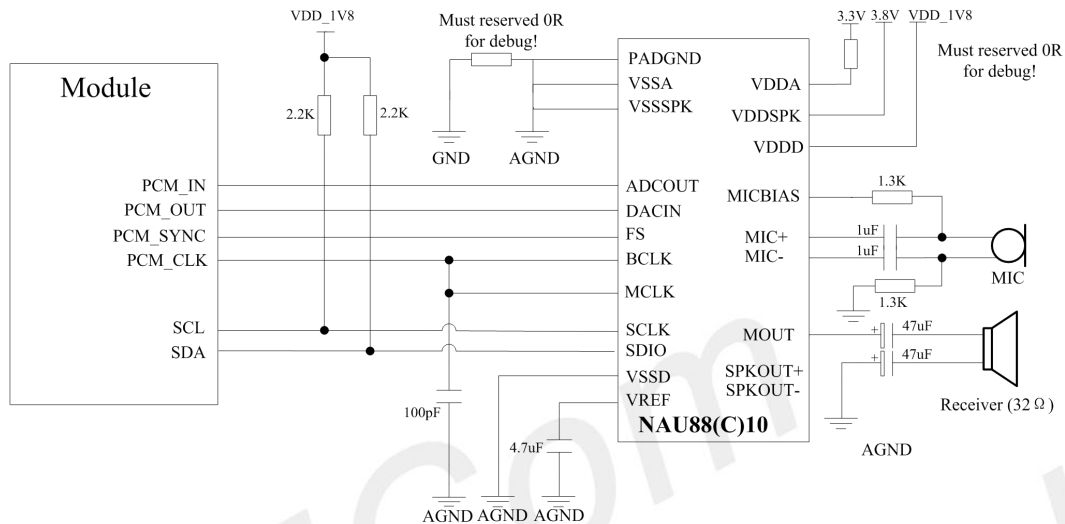 VDD_1V8
Must reserved 0R
for debug!
3.3V
3.8V
VDD_1V8
Must reserved 0R
for debug!
Module
2.2K
2.2K
GND
AGND
PADGND
VSSA
VSSSPK
VDDA
VDDSPK
VDDD
PCM_IN
PCM_OUT
PCM_SYNC
PCM_CLK
SCL
SDA
ADCOUT
DACIN
FS
BCLK
MCLK
SCLK
SDIO
VSSD
VREF
MICBIAS
MIC+
MIC-
MOUT
SPKOUT+
SPKOUT-
NAU88(C)10
1.3K
1uF
1uF
MIC
1.3K
+
47uF
+
47uF
Receiver (32Ω)
AGND
100pF
4.7uF
AGND
AGND
AGND